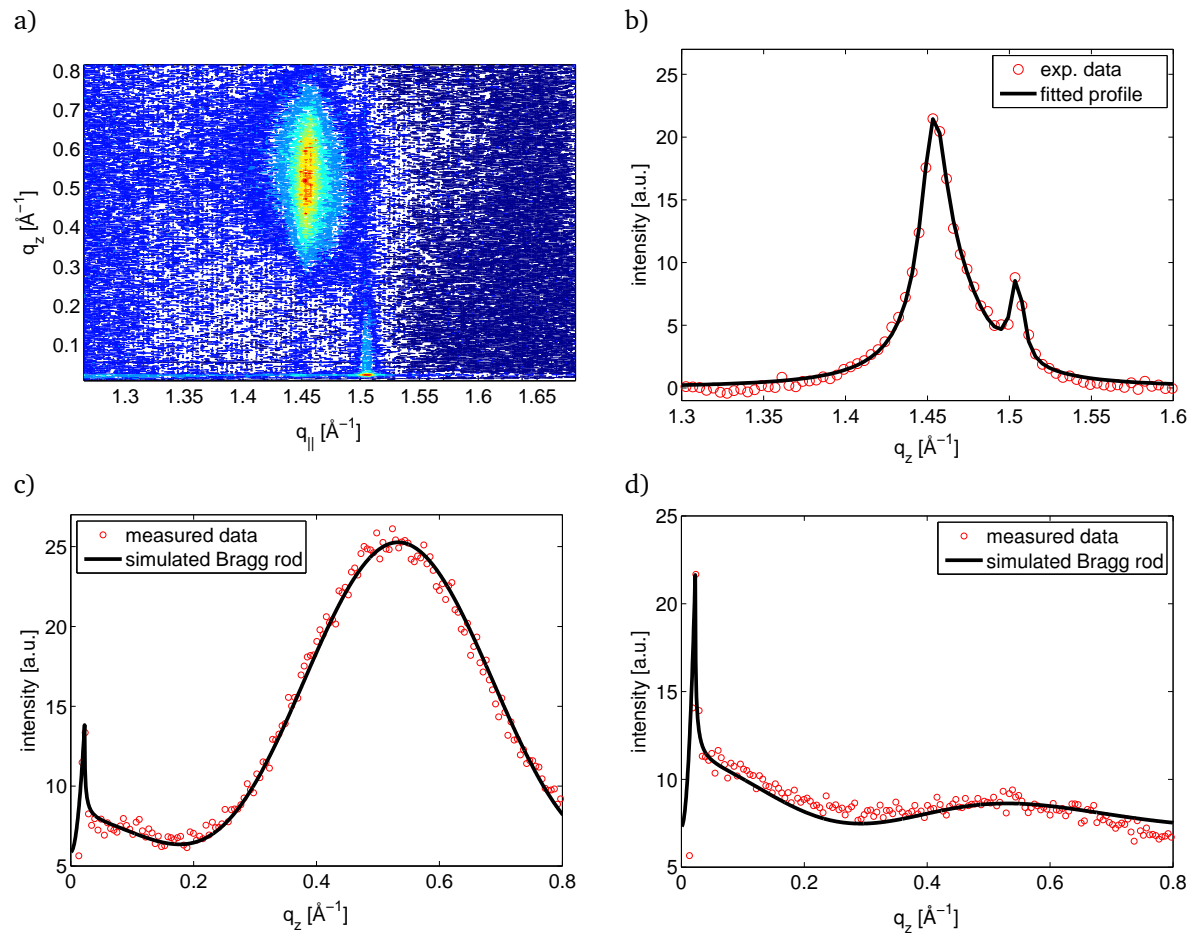 a)
0.8
0.7
0.6
0.5
0.4
0.3
0.2
0.1
q_z [Å⁻¹]
1.3 1.35 1.4 1.45 1.5 1.55 1.6 1.65
q_|| [Å⁻¹]
b)
25
20
15
10
5
0
intensity [a.u.]
exp. data
fitted profile
1.3 1.35 1.4 1.45 1.5 1.55 1.6
q_z [Å⁻¹]
c)
25
20
15
10
5
intensity [a.u.]
measured data
simulated Bragg rod
0 0.2 0.4 0.6 0.8
q_z [Å⁻¹]
d)
25
20
15
10
5
intensity [a.u.]
measured data
simulated Bragg rod
0 0.2 0.4 0.6 0.8
q_z [Å⁻¹]